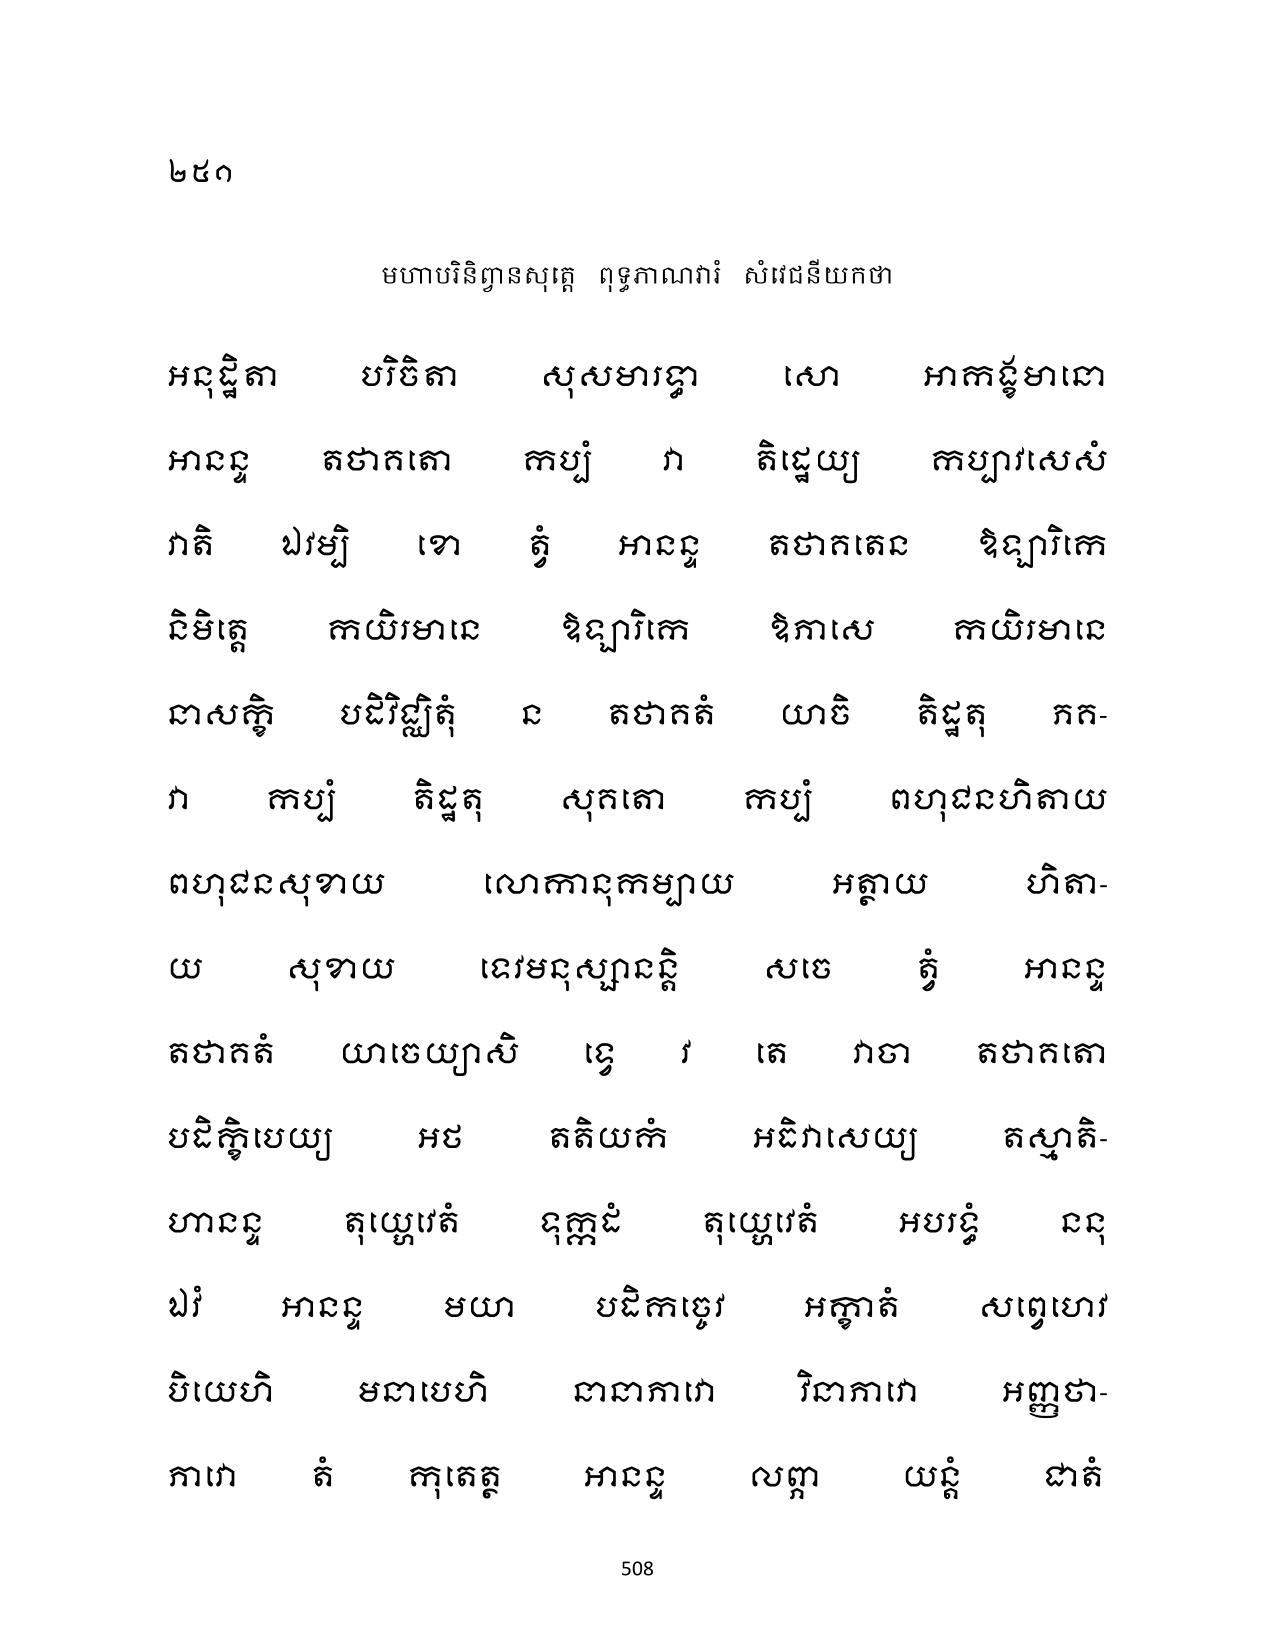 ២៥១
មហាបរិនិព្វានសុត្តេ ពុទ្ធភាណវារំ សំវេជនីយកថា
អនុដ្ឋិតា បរិចិតា សុសមារទ្ធា សោ អាកង្ខមានោ
អានន្ទ តថាគតោ កប្បំ វា តិដ្ឋេយ្យ កប្បាវសេសំ
វាតិ ឯវម្បិ ខោ ត្វំ អានន្ទ តថាគតេន ឱឡារិកេ
និមិត្តេ កយិរមានេ ឱឡារិកេ ឱភាសេ កយិរមានេ
នាសក្ខិ បដិវិជ្ឈិតុំ ន តថាគតំ យាចិ តិដ្ឋតុ ភគ-
វា កប្បំ តិដ្ឋតុ សុគតោ កប្បំ ពហុជនហិតាយ
ពហុជនសុខាយ លោកានុកម្បាយ អត្ថាយ ហិតា-
យ សុខាយ ទេវមនុស្សានន្តិ សចេ ត្វំ អានន្ទ
តថាគតំ យាចេយ្យាសិ ទ្វេ វ តេ វាចា តថាគតោ
បដិក្ខិបេយ្យ អថ តតិយកំ អធិវាសេយ្យ តស្មាតិ-
ហានន្ទ តុយ្ហេវេតំ ទុក្កដំ តុយ្ហេវេតំ អបរទ្ធំ ននុ
ឯវំ អានន្ទ មយា បដិកច្ចេវ អក្ខាតំ សព្វេហេវ
បិយេហិ មនាបេហិ នានាភាវោ វិនាភាវោ អញ្ញថា-
ភាវោ តំ កុតេត្ថ អានន្ទ លព្ភា យន្តំ ជាតំ
508